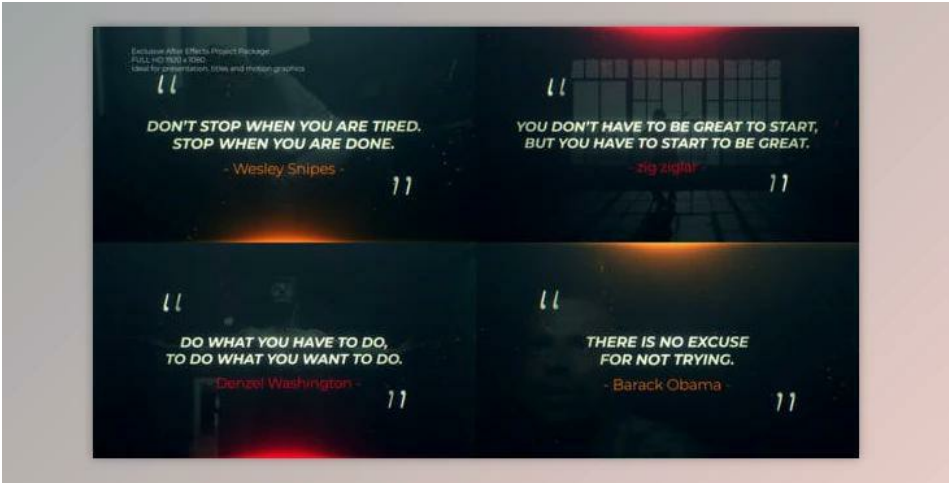 Exclusive After Effects Project Package
FULL HD 1920 x 1080
Ideal for presentation, titles and motion graphics
“
DON'T STOP WHEN YOU ARE TIRED.
STOP WHEN YOU ARE DONE.
- Wesley Snipes -
”
“
YOU DON'T HAVE TO BE GREAT TO START,
BUT YOU HAVE TO START TO BE GREAT.
- zig ziglar -
”
“
DO WHAT YOU HAVE TO DO,
TO DO WHAT YOU WANT TO DO.
- Denzel Washington -
”
“
THERE IS NO EXCUSE
FOR NOT TRYING.
- Barack Obama -
”